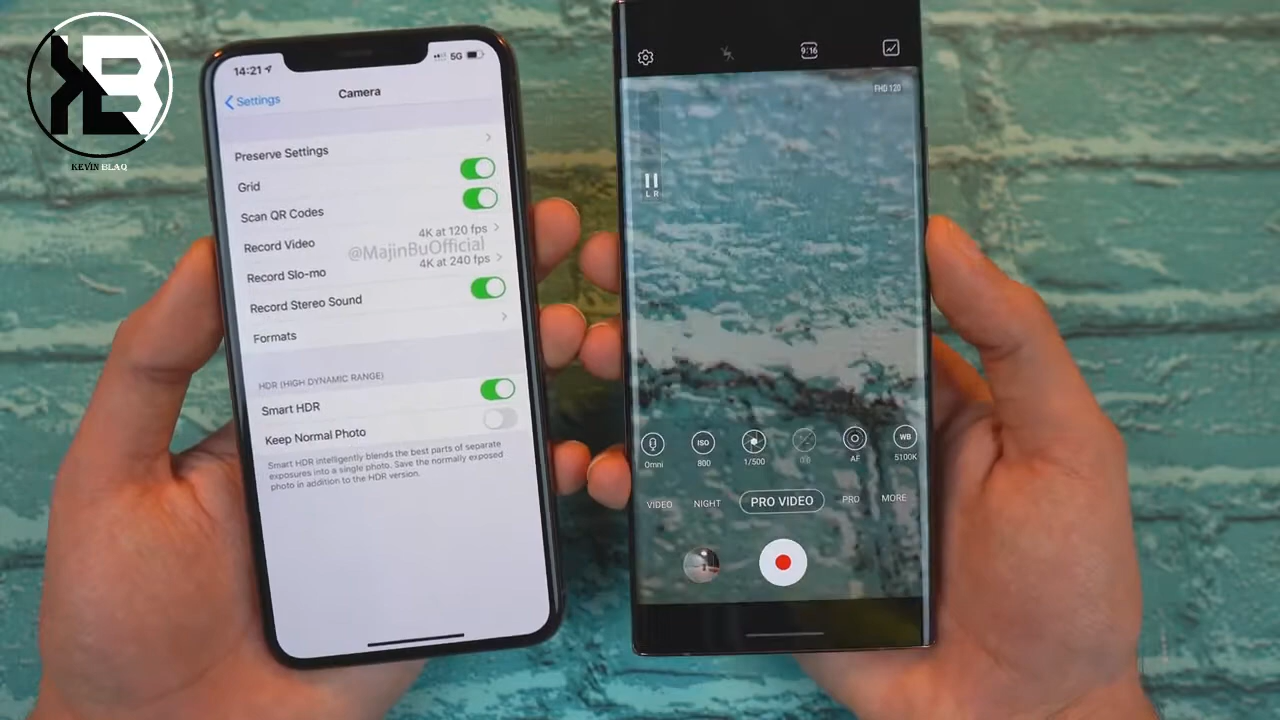 KB
KEVIN BLAQ
14:21
5G
Settings
Camera
Preserve Settings
Grid
Scan QR Codes
Record Video
4K at 120 fps
@MajinBuOfficial
Record Slo-mo
4K at 240 fps
Record Stereo Sound
Formats
HDR (HIGH DYNAMIC RANGE)
Smart HDR
Keep Normal Photo
Smart HDR intelligently blends the best parts of separate
exposures into a single photo. Save the normally exposed
photo in addition to the HDR version.
9:16
FHD 120
L R
ISO
WB
Omni
800
1/500
0.0
AF
5100K
VIDEO
NIGHT
PRO VIDEO
PRO
MORE